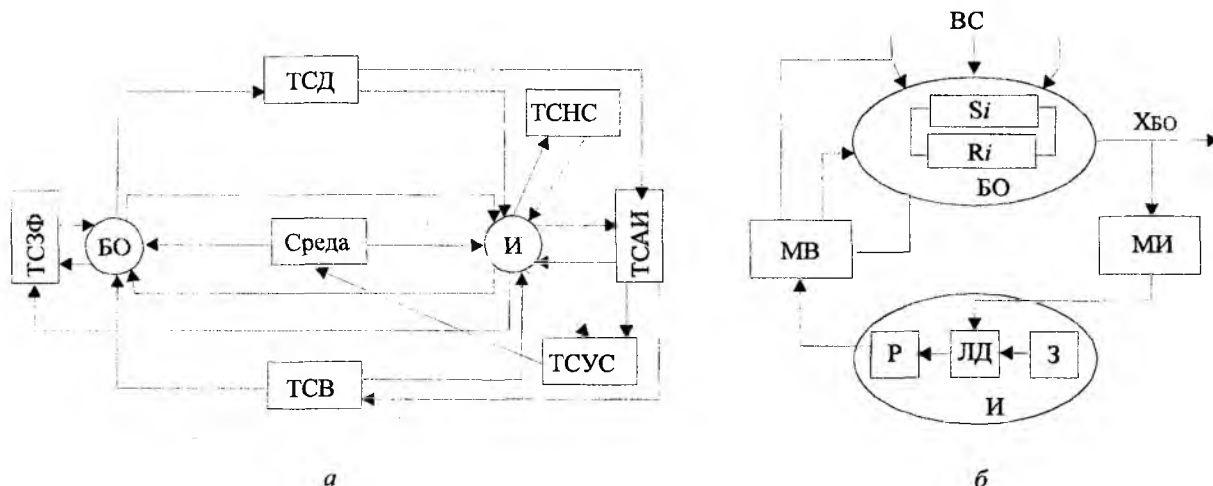 ТСД
ТСНС
ТСЗФ
БО
Среда
И
ТСАИ
ТСВ
ТСУС
а
ВС
Si
Ri
БО
ХБО
МВ
МИ
Р
ЛД
З
И
б